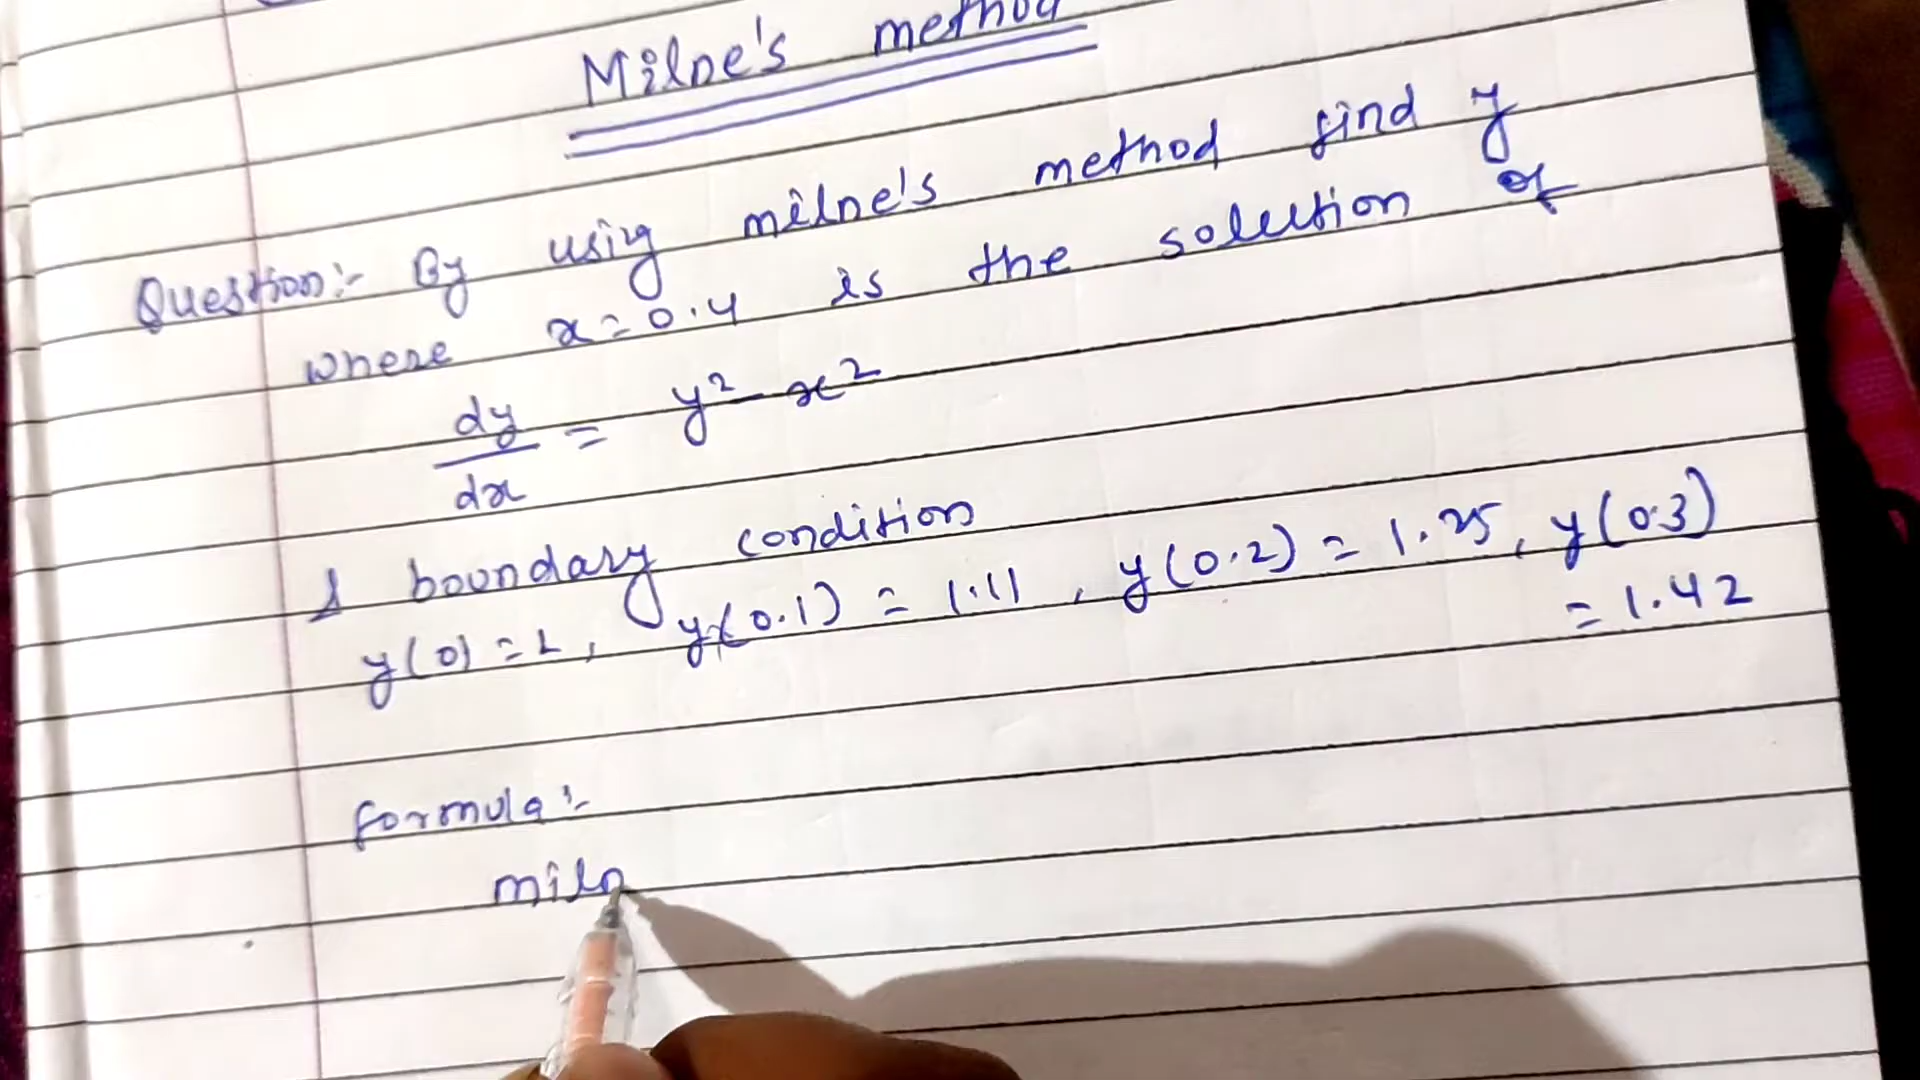 Milne's method
Question:- By using milne's method find y
where x = 0.4 is the solution of
dy/dx = y² - x²
& boundary condition
y(0) = 1, y(0.1) = 1.11, y(0.2) = 1.25, y(0.3)
= 1.42
formula:-
miln